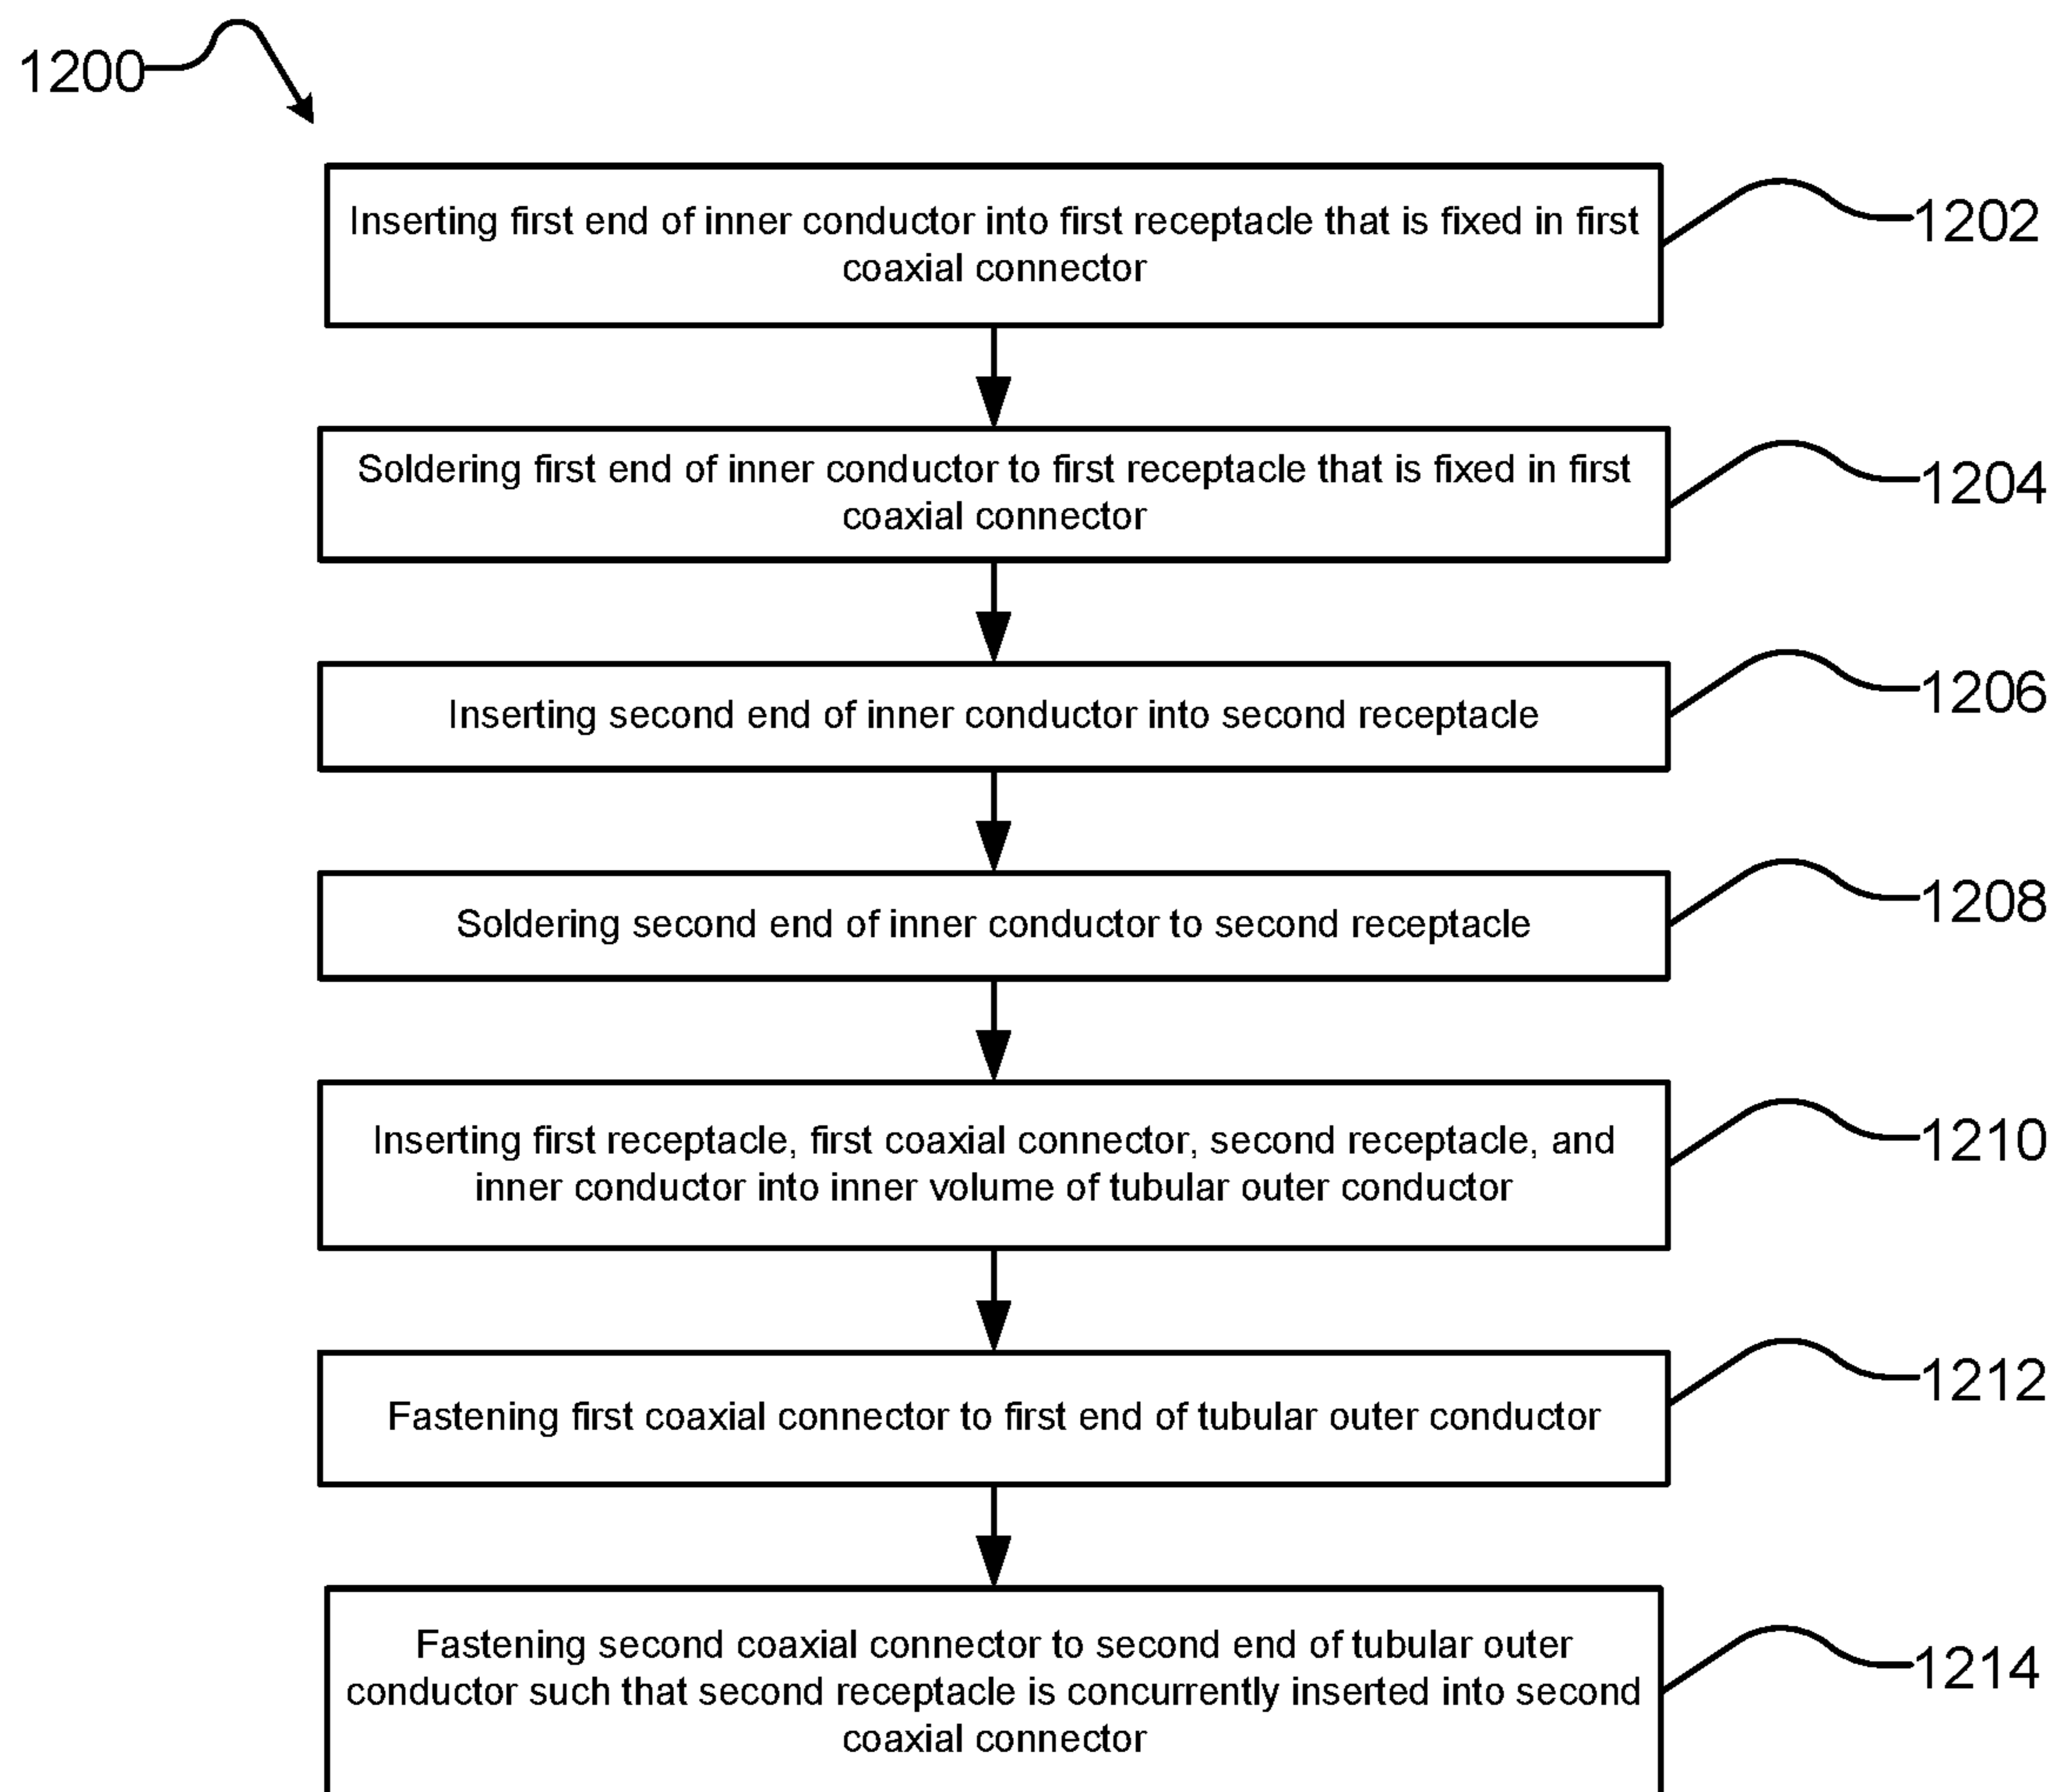 1200
Inserting first end of inner conductor into first receptacle that is fixed in first
coaxial connector
1202
Soldering first end of inner conductor to first receptacle that is fixed in first
coaxial connector
1204
Inserting second end of inner conductor into second receptacle
1206
Soldering second end of inner conductor to second receptacle
1208
Inserting first receptacle, first coaxial connector, second receptacle, and
inner conductor into inner volume of tubular outer conductor
1210
Fastening first coaxial connector to first end of tubular outer conductor
1212
Fastening second coaxial connector to second end of tubular outer
conductor such that second receptacle is concurrently inserted into second
coaxial connector
1214